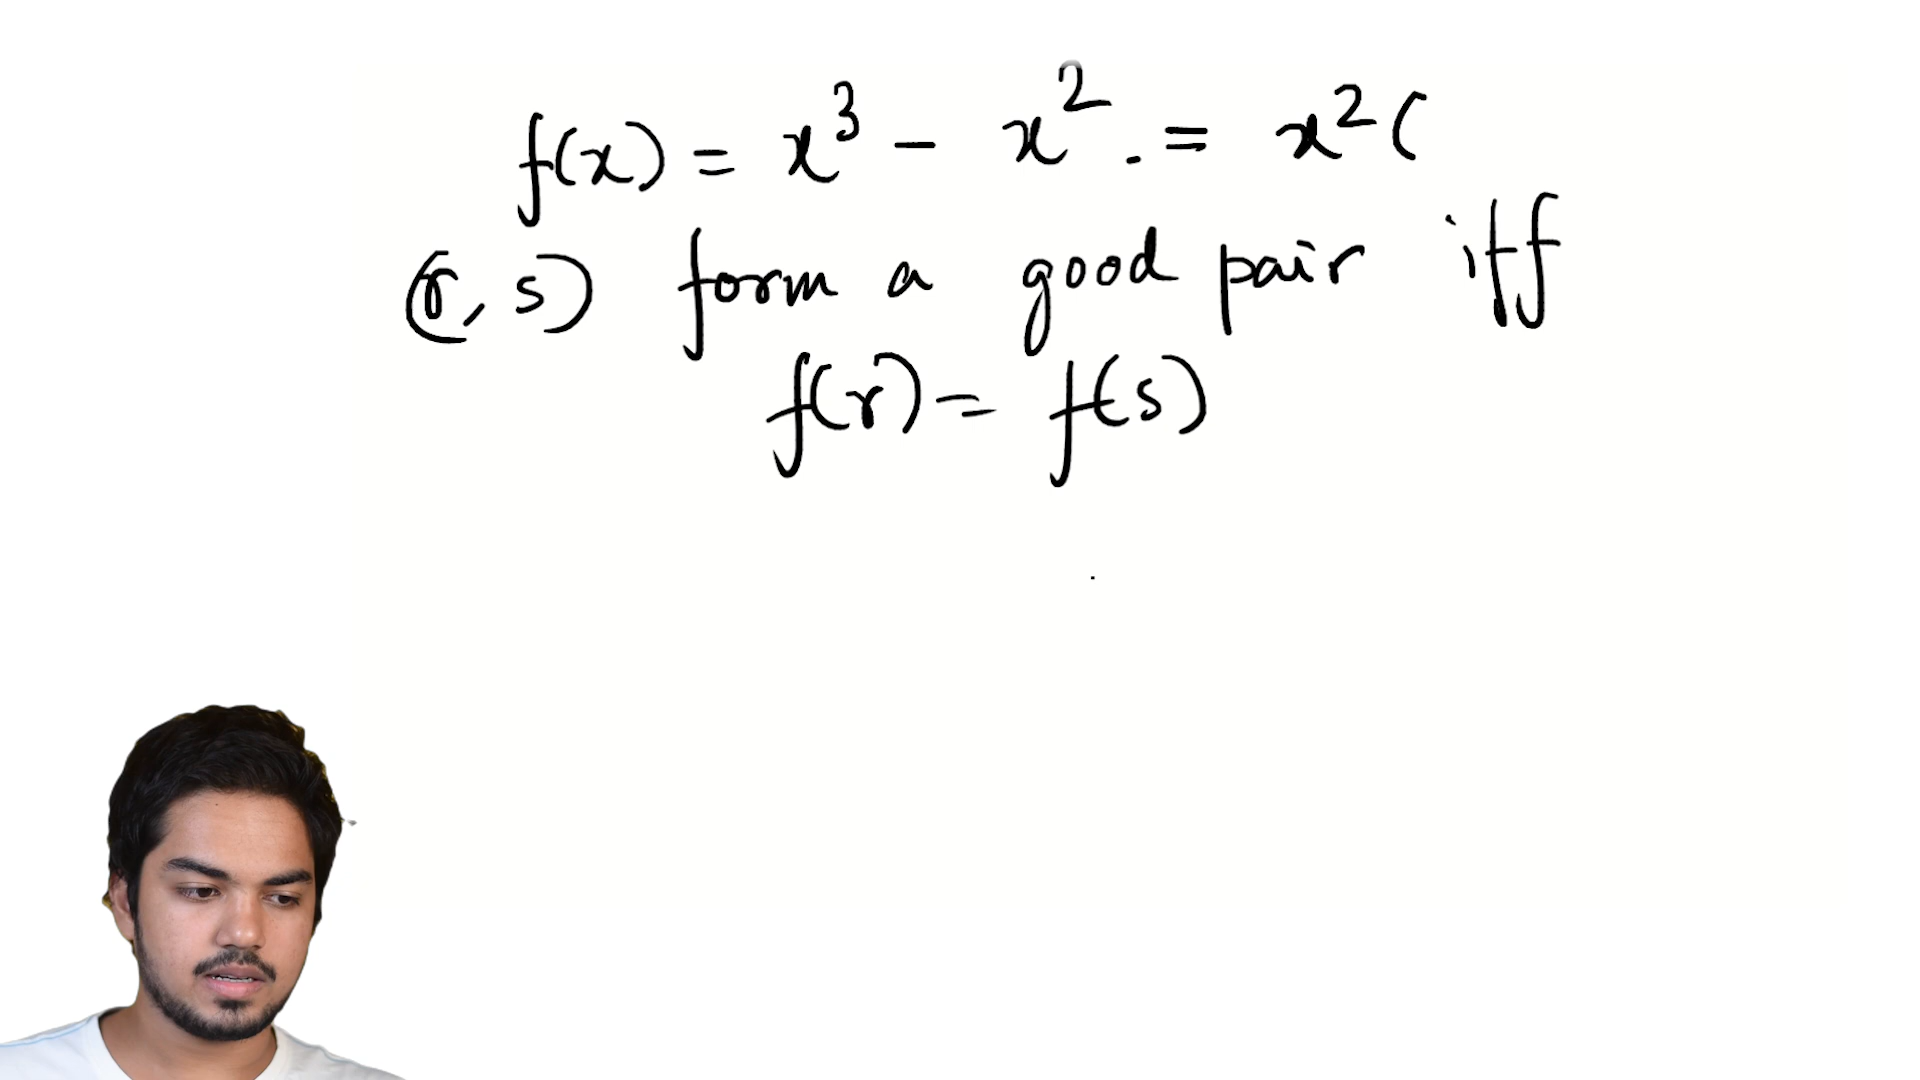 f(x) = x³ - x². = x² (
(r, s) form a good pair iff
f(r) = f(s)